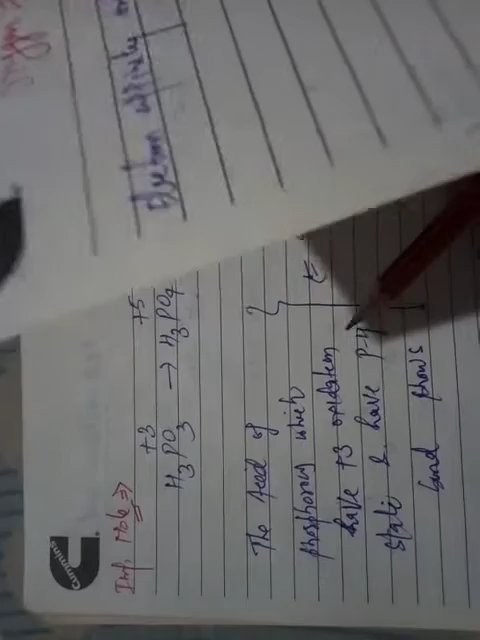 Cummins
Imp. Note ⇒
+3 +5
H3PO3 → H3PO4
The Acid of
phosphorus which
have +3 oxidation
state & have P-H
bond shows
Electron